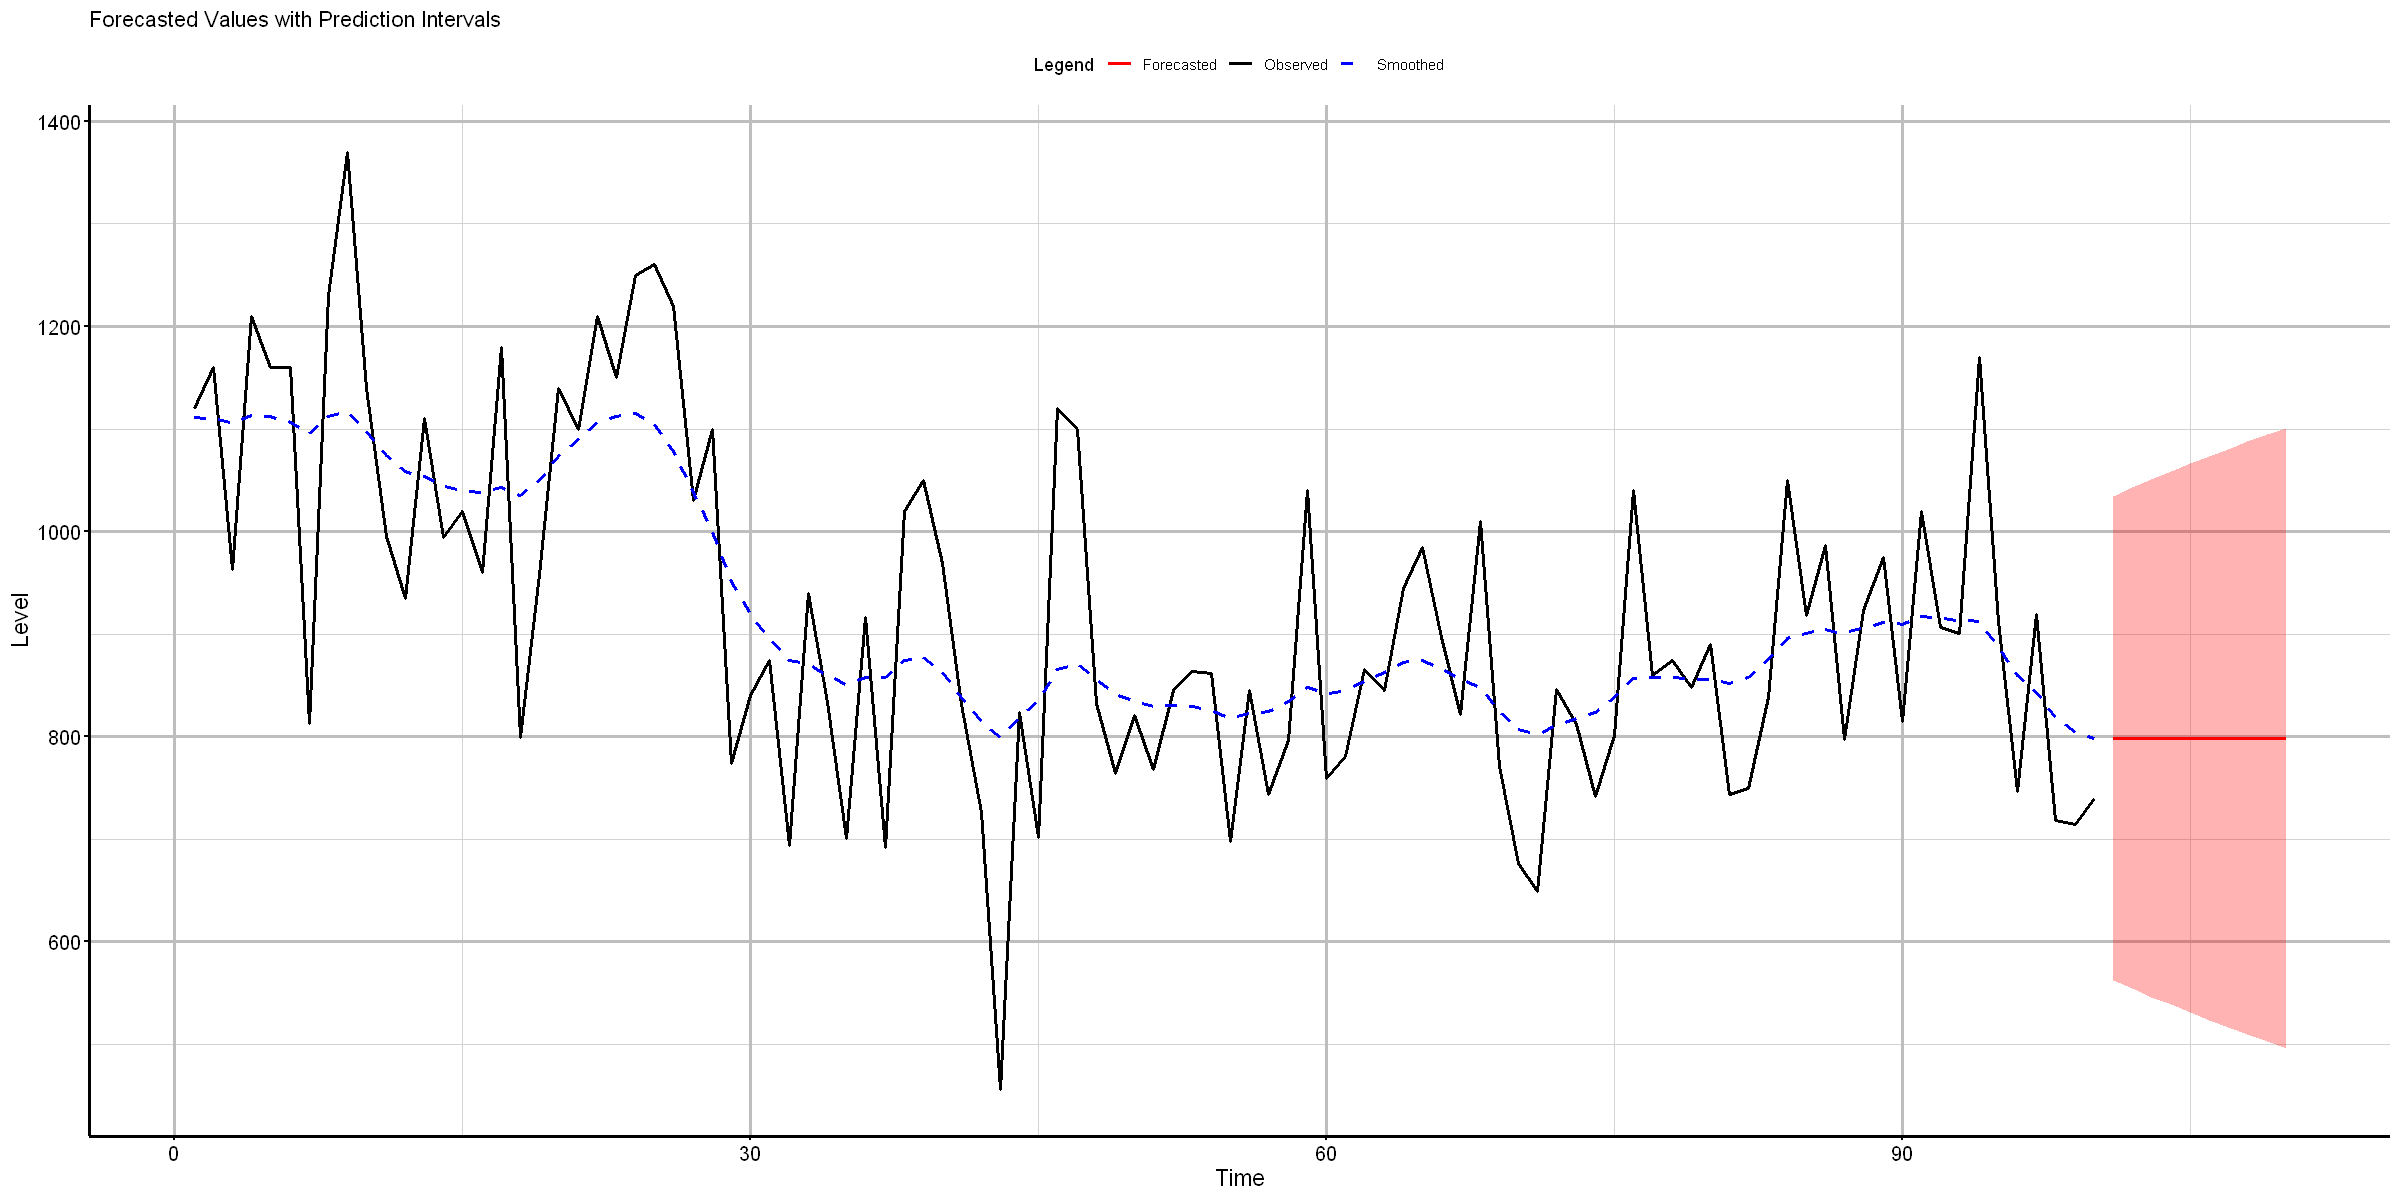 Forecasted Values with Prediction Intervals
Legend Forecasted Observed Smoothed
1400
1200
1000
800
600
Level
0 30 60 90
Time